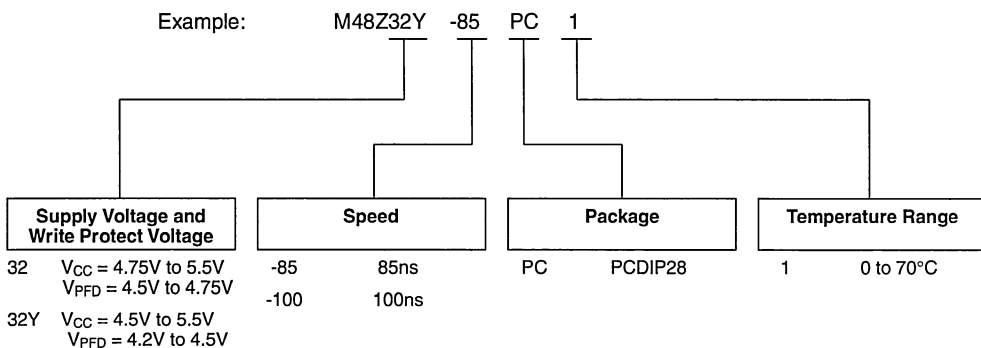 Example: M48Z32Y -85 PC 1
Supply Voltage and
Write Protect Voltage
32 VCC = 4.75V to 5.5V
VPFD = 4.5V to 4.75V
32Y VCC = 4.5V to 5.5V
VPFD = 4.2V to 4.5V
Speed
-85 85ns
-100 100ns
Package
PC PCDIP28
Temperature Range
1 0 to 70°C